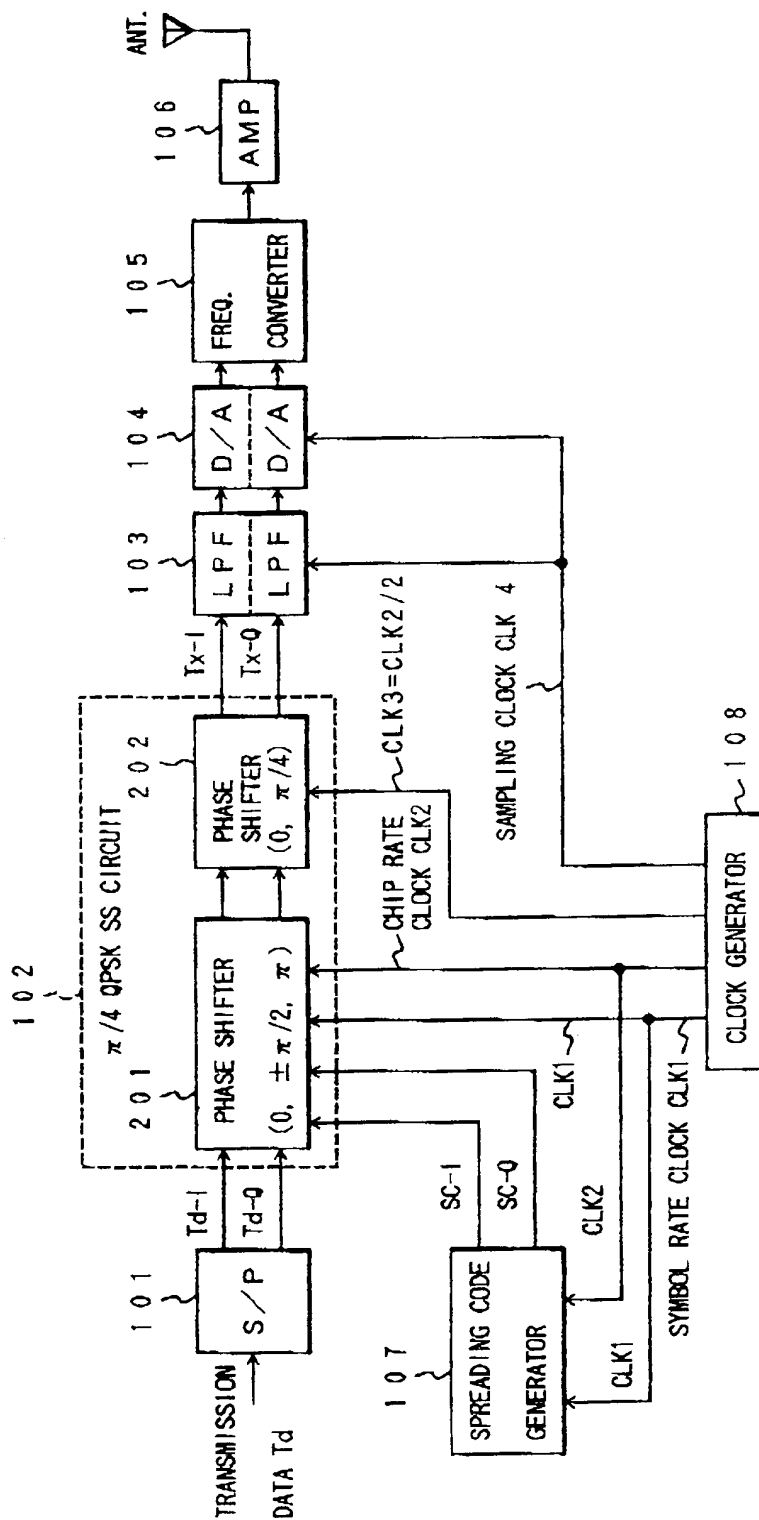 102
π/4 QPSK SS CIRCUIT
TRANSMISSION
DATA Td
101
S/P
Td-I
Td-Q
201
PHASE SHIFTER
(0, ±π/2, π)
202
PHASE
SHIFTER
(0, π/4)
Tx-I
Tx-Q
103
LPF
LPF
104
D/A
D/A
105
FREQ.
CONVERTER
106
AMP
ANT.
107
SPREADING CODE
GENERATOR
SC-I
SC-Q
CLK2
CLK1
CLK1
CHIP RATE
CLOCK CLK2
CLK3=CLK2/2
SAMPLING CLOCK CLK 4
SYMBOL RATE CLOCK CLK1
CLOCK GENERATOR
108